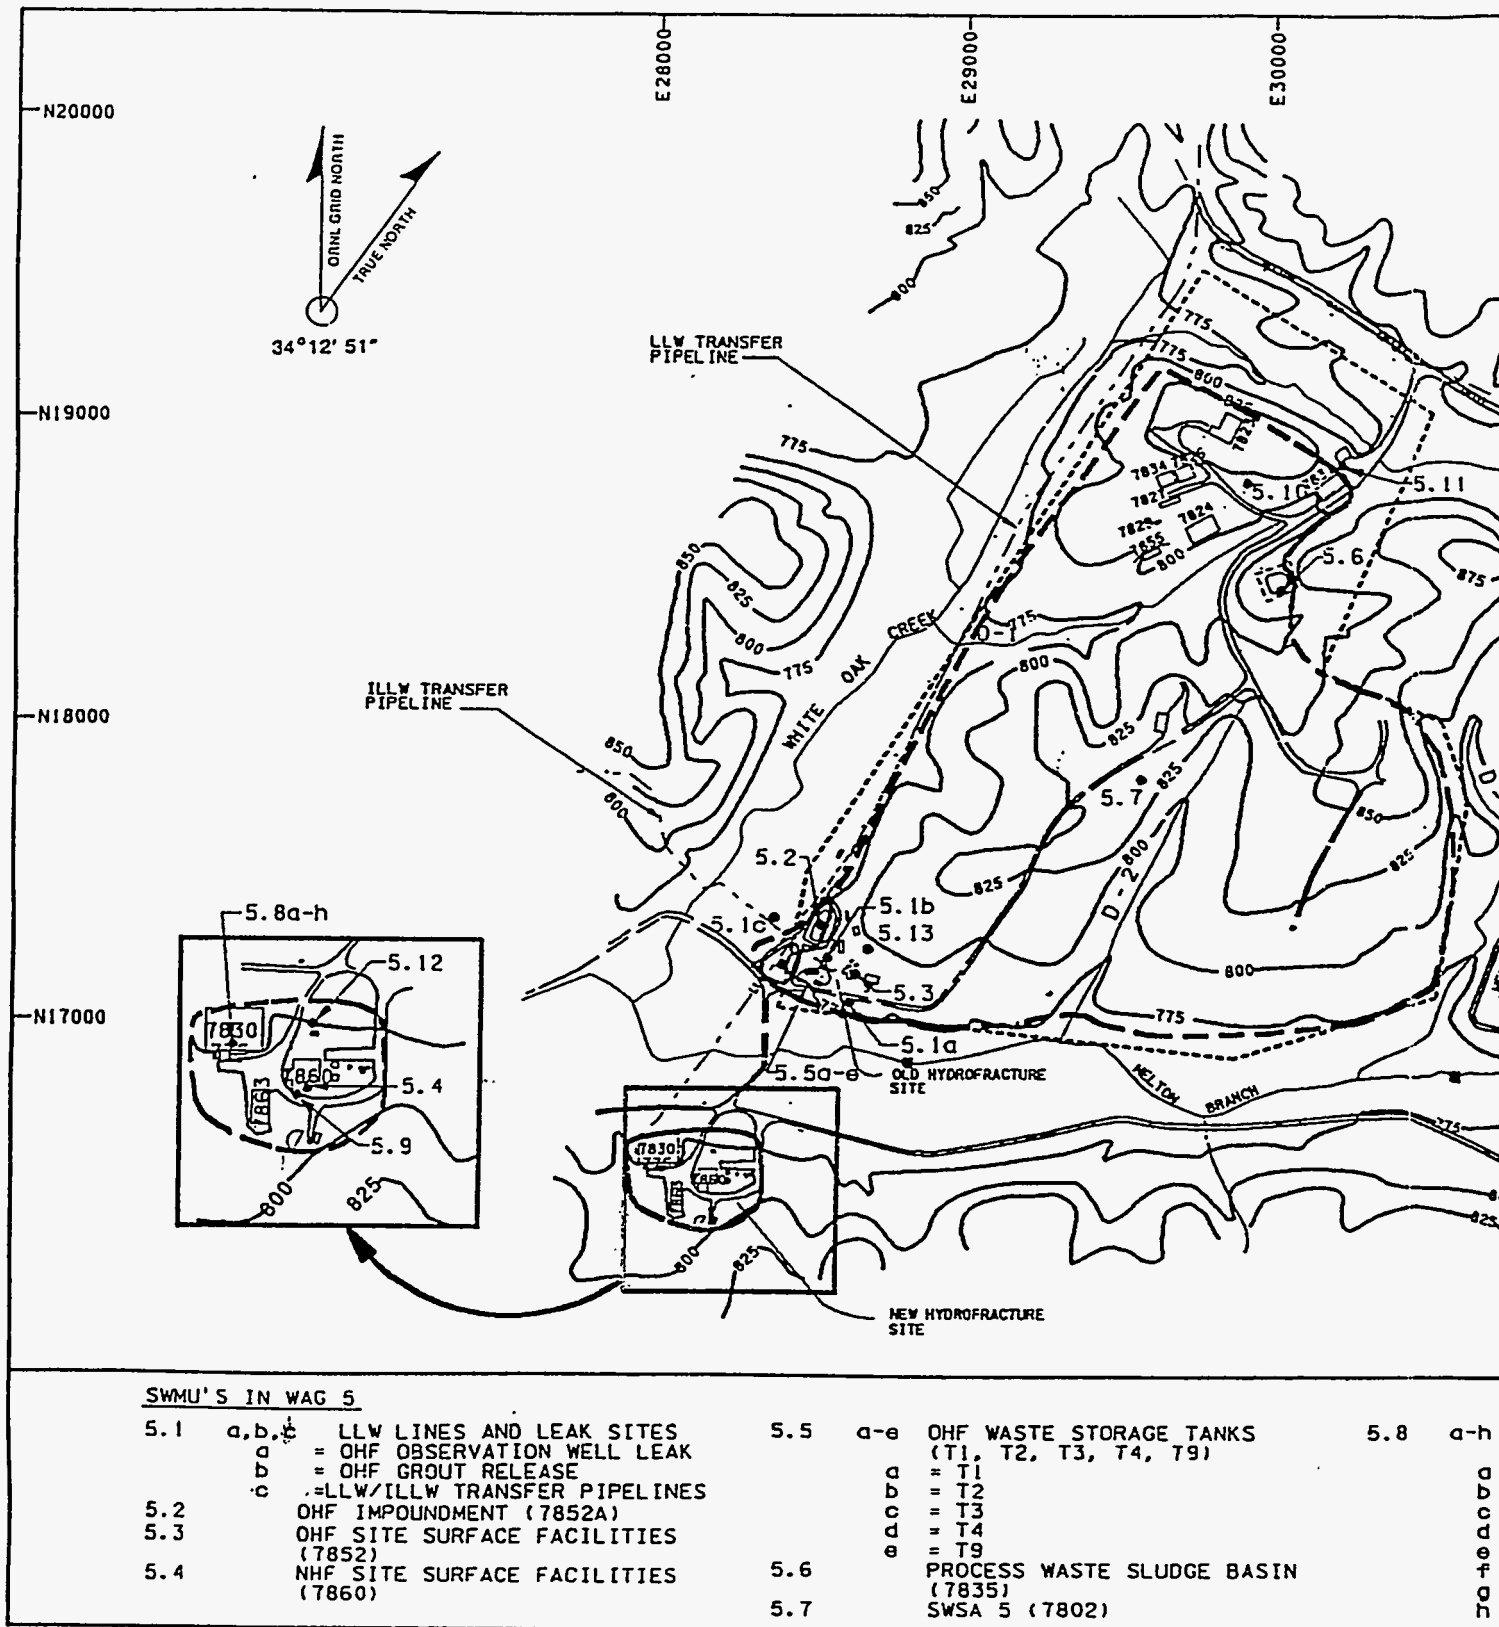 E28000
E29000
E30000
N20000
ORNL GRID NORTH
TRUE NORTH
34°12' 51"
850
825
800
LLW TRANSFER
PIPELINE
775
775
800
N19000
775
7834
7821
7824
5.10
5.11
7655
800
5.6
875
850
825
800
775
CREEK
OAK
WHITE
775
D-1
800
ILLW TRANSFER
PIPELINE
N18000
850
800
825
825
5.7
850
825
D
800
825
D-2
5.2
5.1b
5.1c
5.13
800
5.8a-h
5.12
5.3
N17000
7830
775
5.1a
7860
5.4
7863
5.5a-e
OLD HYDROFRACTURE
SITE
MELTON
BRANCH
775
5.9
7830
775
7860
7863
800
825
800
825
825
NEW HYDROFRACTURE
SITE
SWMU'S IN WAG 5
5.1 a,b,c LLW LINES AND LEAK SITES
a = OHF OBSERVATION WELL LEAK
b = OHF GROUT RELEASE
c .=LLW/ILLW TRANSFER PIPELINES
5.2 OHF IMPOUNDMENT (7852A)
5.3 OHF SITE SURFACE FACILITIES
(7852)
5.4 NHF SITE SURFACE FACILITIES
(7860)
5.5 a-e OHF WASTE STORAGE TANKS
(T1, T2, T3, T4, T9)
a = T1
b = T2
c = T3
d = T4
e = T9
5.6 PROCESS WASTE SLUDGE BASIN
(7835)
5.7 SWSA 5 (7802)
5.8 a-h
a
b
c
d
e
f
g
h